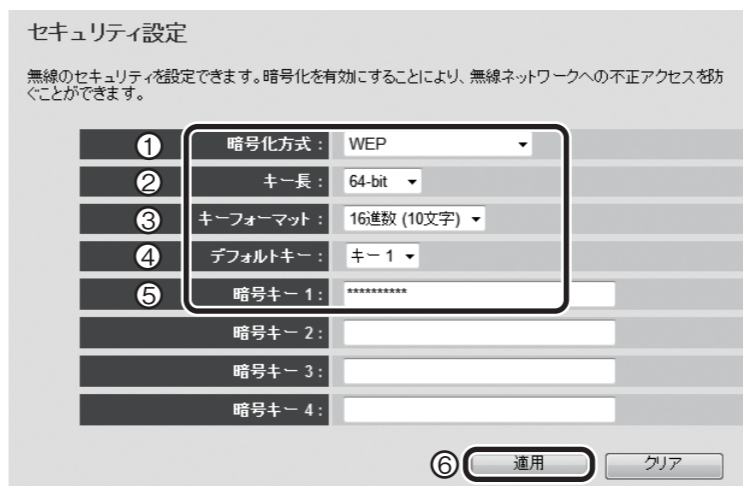 セキュリティ設定
無線のセキュリティを設定できます。暗号化を有効にすることにより、無線ネットワークへの不正アクセスを防
ぐことができます。
① 暗号化方式 : WEP
② キー長 : 64-bit
③ キーフォーマット : 16進数 (10文字)
④ デフォルトキー : キー 1
⑤ 暗号キー 1 : **********
暗号キー 2 :
暗号キー 3 :
暗号キー 4 :
⑥ 適用 クリア